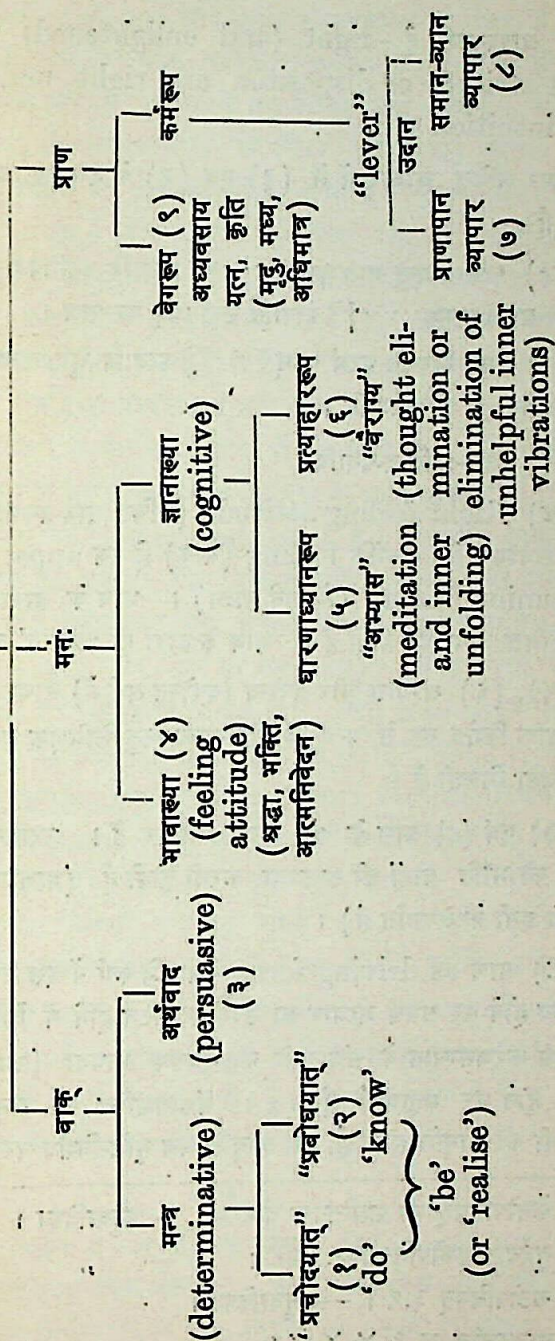 वाक्
मन्त्र
(determinative)
"प्रचोदयात्"
(१)
'do'
"प्रबोधयात्"
(२)
'know'
'be'
(or 'realise')
अर्थवाद
(persuasive)
(३)
मनः
भावाख्या (४)
(feeling
attitude)
(श्रद्धा, भक्ति,
आत्मनिवेदन)
ज्ञानाख्या
(cognitive)
धारणाध्यानरूप
(५)
"अभ्यास"
(meditation
and inner
unfolding)
प्रत्याहाररूप
(६)
"वैराग्य"
(thought eli-
mination or
elimination of
unhelpful inner
vibrations)
प्राण
वेगरूप (९)
अध्यवसाय
यत्न, कृति
(मृदु, मध्य,
अधिमात्र)
कर्मरूप
"lever"
उदान
प्राणापान
व्यापार
(७)
समान-व्यान
व्यापार
(८)